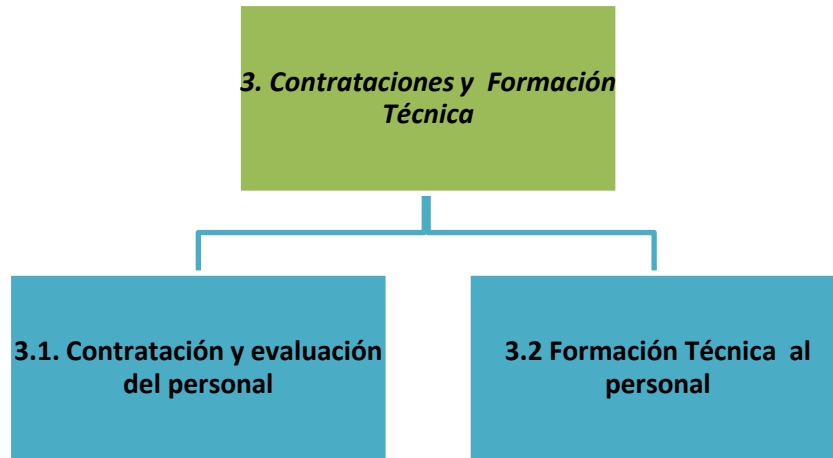 3. Contrataciones y Formación
Técnica
3.1. Contratación y evaluación
del personal
3.2 Formación Técnica al
personal